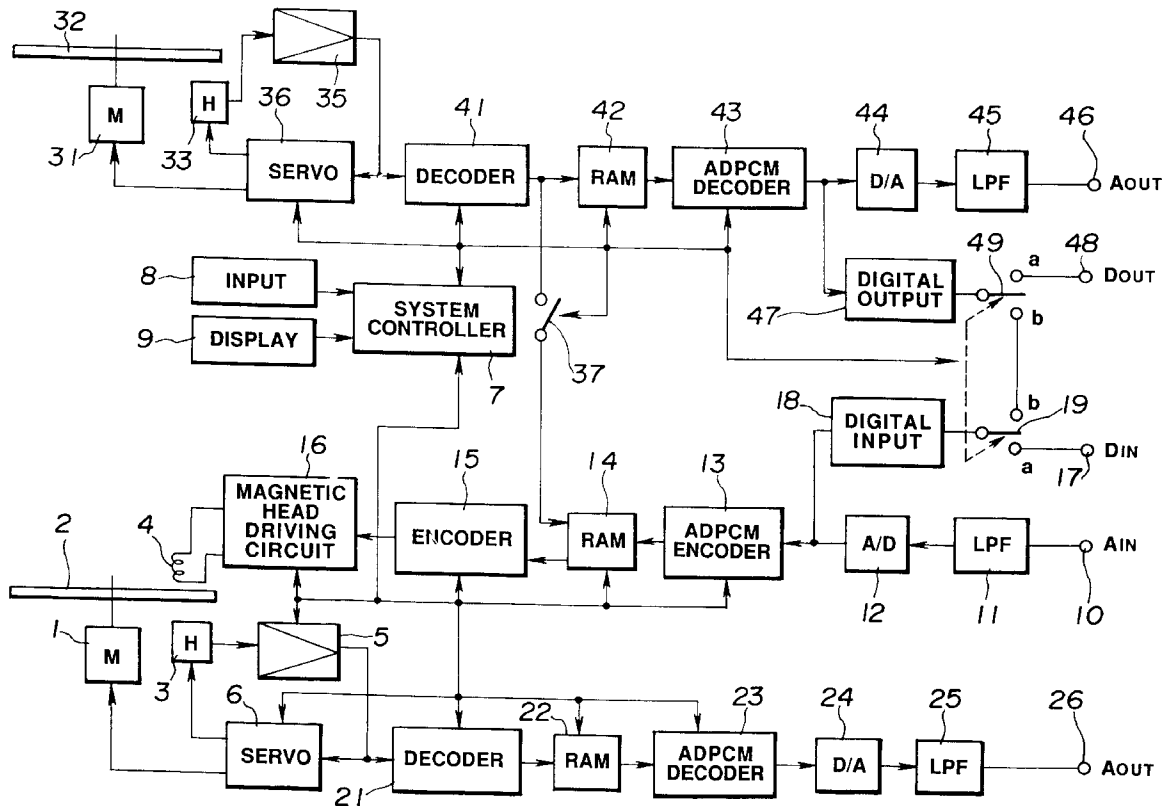 32
35
36
H
33
M
31
SERVO
41
DECODER
42
RAM
43
ADPCM
DECODER
44
D/A
45
LPF
46
AOUT
8
INPUT
9
DISPLAY
SYSTEM
CONTROLLER
7
37
DIGITAL
OUTPUT
47
49
a
48
DOUT
b
b
18
DIGITAL
INPUT
19
a
17
DIN
16
MAGNETIC
HEAD
DRIVING
CIRCUIT
15
ENCODER
14
RAM
13
ADPCM
ENCODER
A/D
12
LPF
11
AIN
10
2
4
1
M
H
3
5
6
SERVO
DECODER
21
22
RAM
23
ADPCM
DECODER
24
D/A
25
LPF
26
AOUT